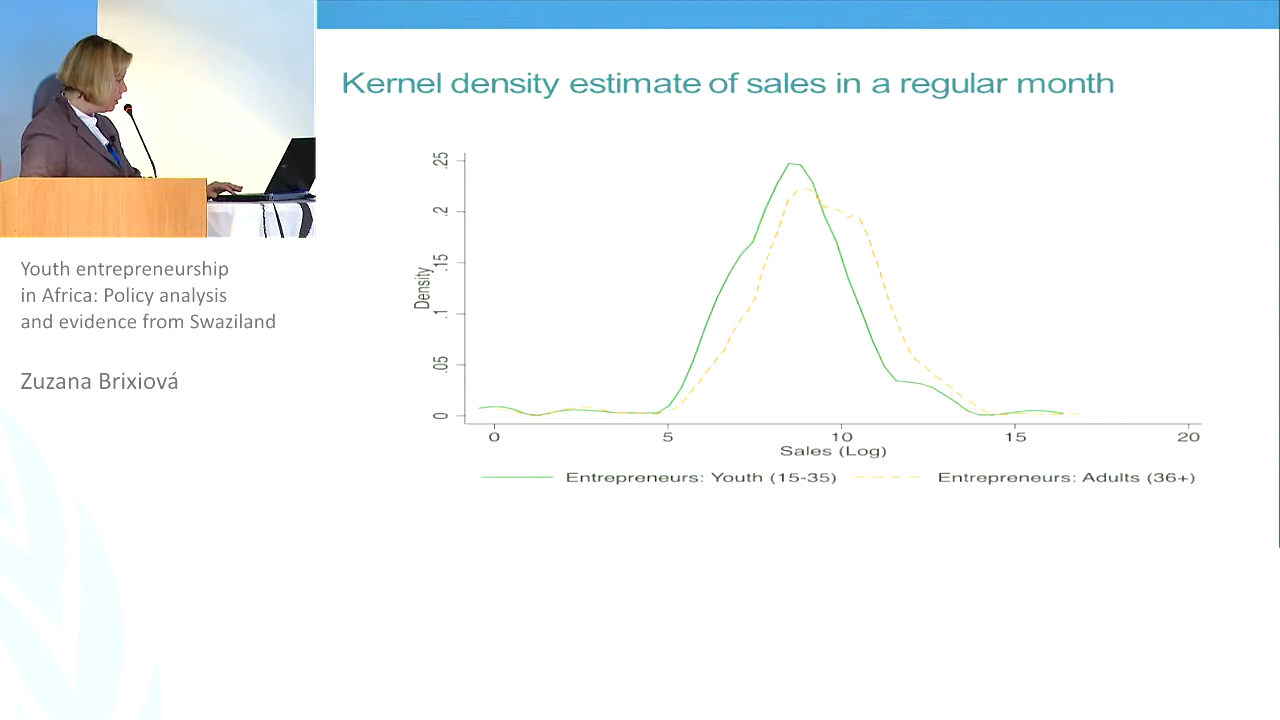 Kernel density estimate of sales in a regular month
Youth entrepreneurship
in Africa: Policy analysis
and evidence from Swaziland
Zuzana Brixiová
Density
0 .05 .1 .15 .2 .25
0 5 10 15 20
Sales (Log)
Entrepreneurs: Youth (15-35) Entrepreneurs: Adults (36+)